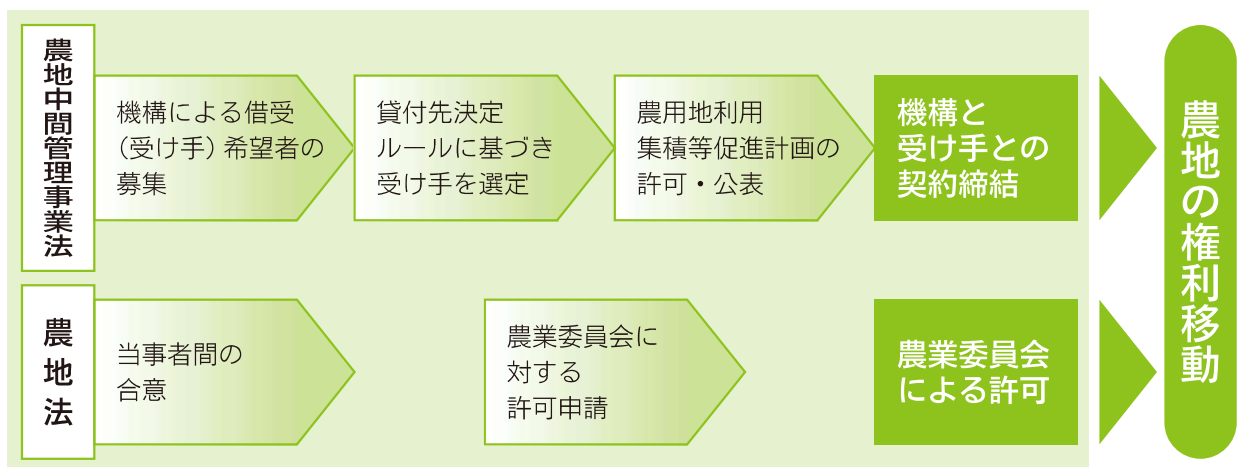 農地中間管理事業法
機構による借受
（受け手）希望者の
募集
貸付先決定
ルールに基づき
受け手を選定
農用地利用
集積等促進計画の
許可・公表
機構と
受け手との
契約締結
農地法
当事者間の
合意
農業委員会に
対する
許可申請
農業委員会
による許可
農地の権利移動